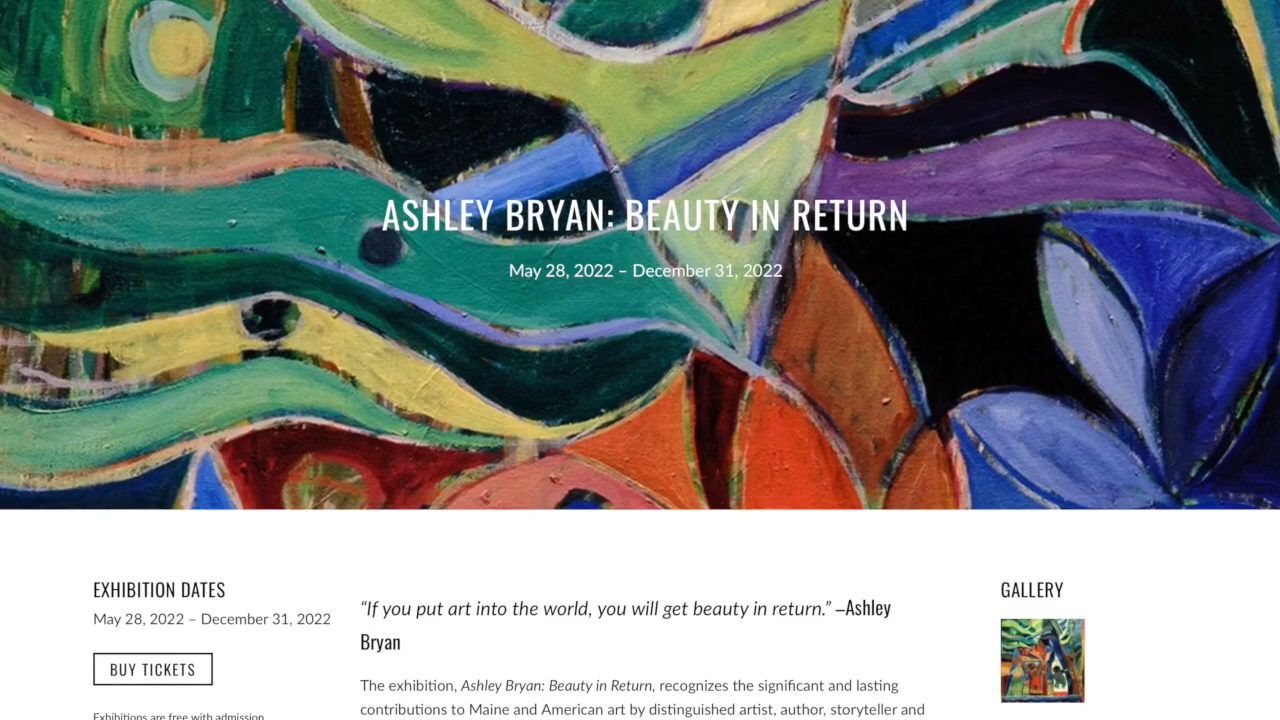 ASHLEY BRYAN: BEAUTY IN RETURN
May 28, 2022 – December 31, 2022
EXHIBITION DATES
May 28, 2022 – December 31, 2022
BUY TICKETS
Exhibitions are free with admission
“If you put art into the world, you will get beauty in return.” –Ashley
Bryan
The exhibition, Ashley Bryan: Beauty in Return, recognizes the significant and lasting
contributions to Maine and American art by distinguished artist, author, storyteller and
GALLERY